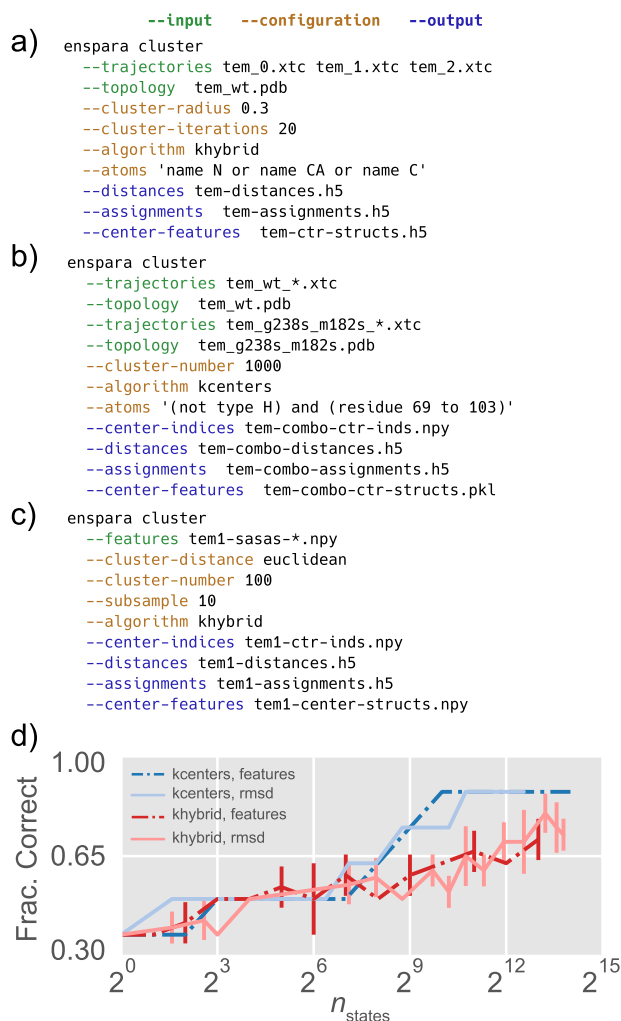 --input --configuration --output
a)
enspara cluster
--trajectories tem_0.xtc tem_1.xtc tem_2.xtc
--topology tem_wt.pdb
--cluster-radius 0.3
--cluster-iterations 20
--algorithm khybrid
--atoms 'name N or name CA or name C'
--distances tem-distances.h5
--assignments tem-assignments.h5
--center-features tem-ctr-structs.h5
b)
enspara cluster
--trajectories tem_wt_*.xtc
--topology tem_wt.pdb
--trajectories tem_g238s_m182s_*.xtc
--topology tem_g238s_m182s.pdb
--cluster-number 1000
--algorithm kcenters
--atoms '(not type H) and (residue 69 to 103)'
--center-indices tem-combo-ctr-inds.npy
--distances tem-combo-distances.h5
--assignments tem-combo-assignments.h5
--center-features tem-combo-ctr-structs.pkl
c)
enspara cluster
--features tem1-sasas-*.npy
--cluster-distance euclidean
--cluster-number 100
--subsample 10
--algorithm khybrid
--center-indices tem1-ctr-inds.npy
--distances tem1-distances.h5
--assignments tem1-assignments.h5
--center-features tem1-center-structs.npy
d)
1.00
0.65
0.30
Frac. Correct
kcenters, features
kcenters, rmsd
khybrid, features
khybrid, rmsd
2^0 2^3 2^6 2^9 2^12 2^15
n_states